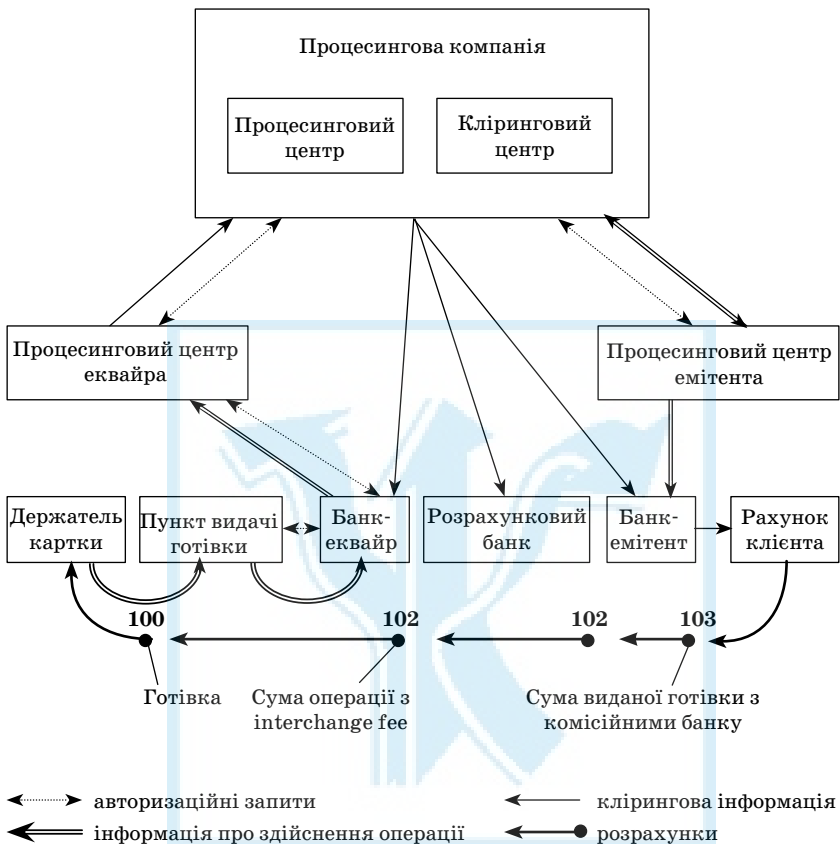 Процесингова компанія
Процесинговий
центр
Кліринговий
центр
Процесинговий центр
еквайра
Процесинговий центр
емітента
Держатель
картки
Пункт видачі
готівки
Банк-
еквайр
Розрахунковий
банк
Банк-
емітент
Рахунок
клієнта
100
102
102
103
Готівка
Сума операції з
interchange fee
Сума виданої готівки з
комісійними банку
авторизаційні запити
клірингова інформація
інформація про здійснення операції
розрахунки